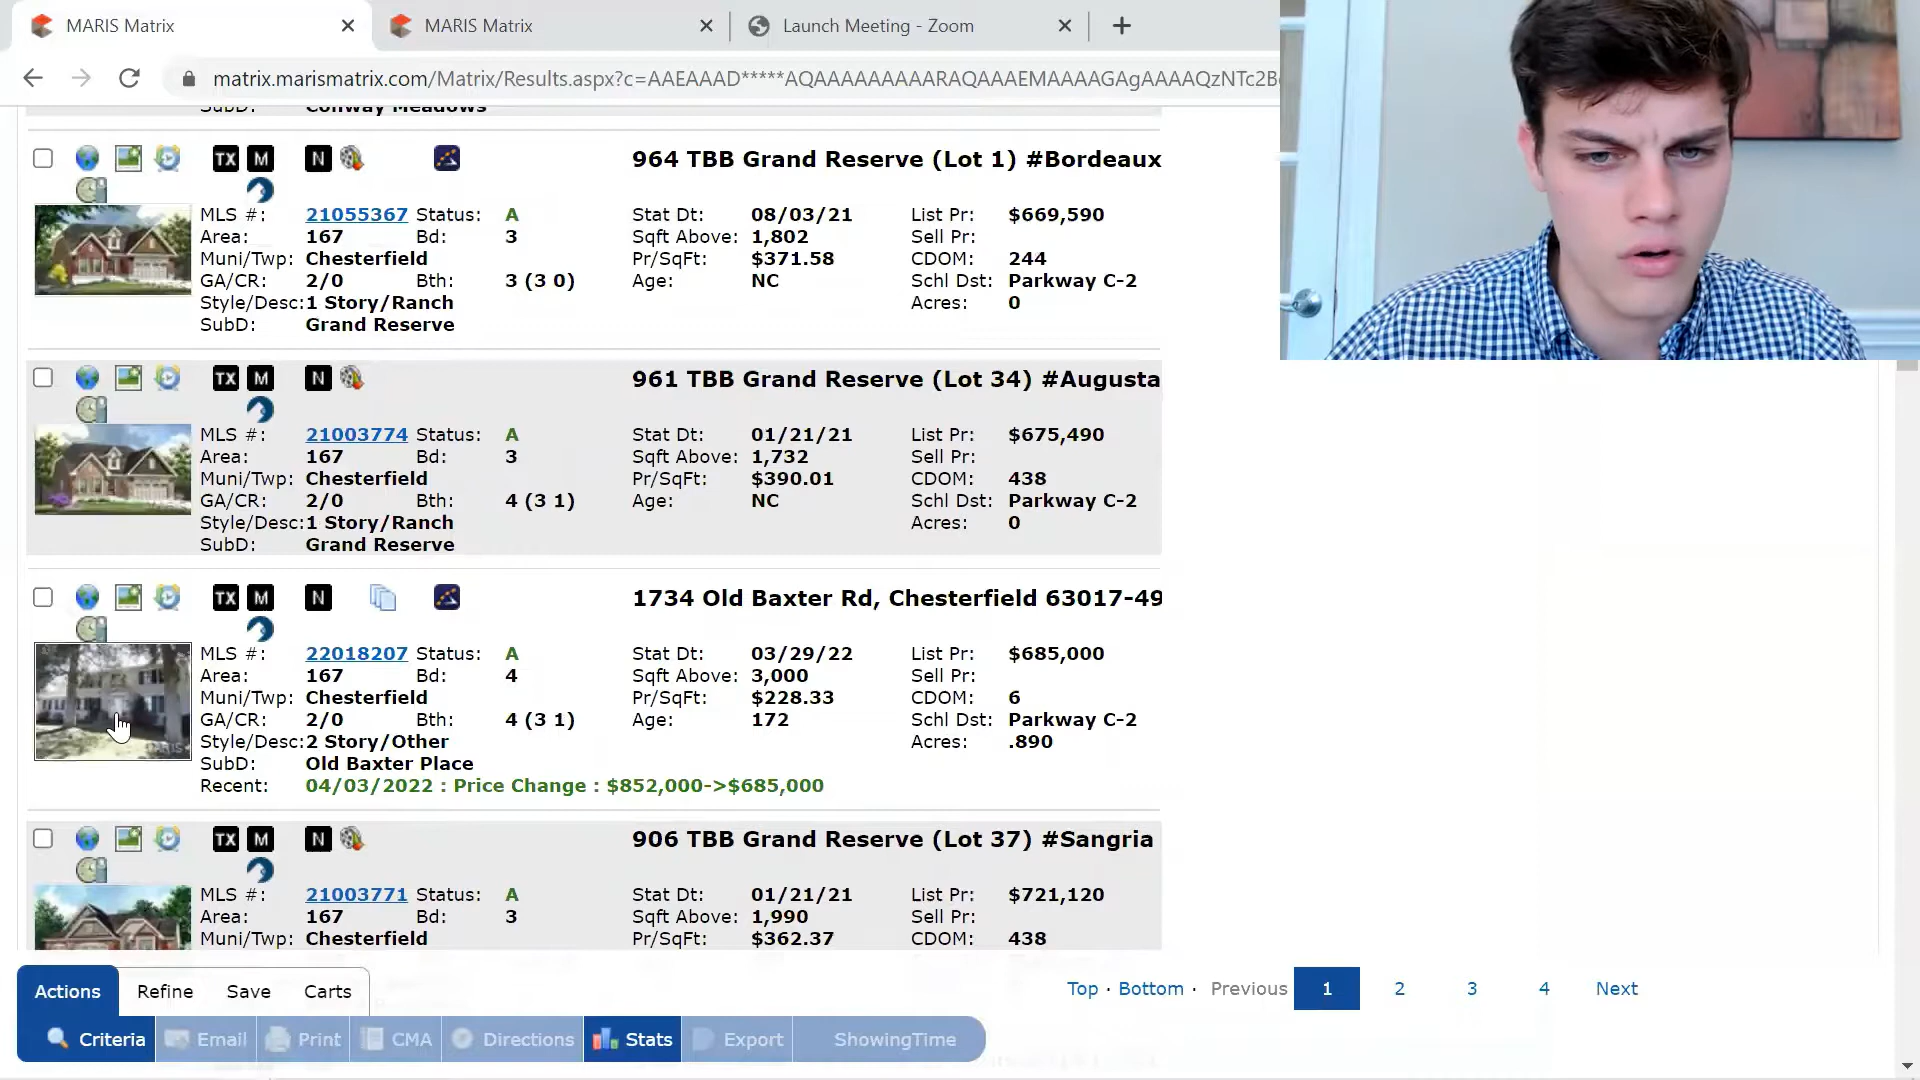 MARIS Matrix
MARIS Matrix
Launch Meeting - Zoom
matrix.marismatrix.com/Matrix/Results.aspx?c=AAEAAAD*****AQAAAAAAAAARAQAAAEMAAAAGAgAAAAQzNTc2B
SubD: Conway Meadows
TX M N 964 TBB Grand Reserve (Lot 1) #Bordeaux
MLS #: 21055367 Status: A Stat Dt: 08/03/21 List Pr: $669,590
Area: 167 Bd: 3 Sqft Above: 1,802 Sell Pr:
Muni/Twp: Chesterfield Pr/SqFt: $371.58 CDOM: 244
GA/CR: 2/0 Bth: 3 (3 0) Age: NC Schl Dst: Parkway C-2
Style/Desc: 1 Story/Ranch Acres: 0
SubD: Grand Reserve
TX M N 961 TBB Grand Reserve (Lot 34) #Augusta
MLS #: 21003774 Status: A Stat Dt: 01/21/21 List Pr: $675,490
Area: 167 Bd: 3 Sqft Above: 1,732 Sell Pr:
Muni/Twp: Chesterfield Pr/SqFt: $390.01 CDOM: 438
GA/CR: 2/0 Bth: 4 (3 1) Age: NC Schl Dst: Parkway C-2
Style/Desc: 1 Story/Ranch Acres: 0
SubD: Grand Reserve
TX M N 1734 Old Baxter Rd, Chesterfield 63017-49
MLS #: 22018207 Status: A Stat Dt: 03/29/22 List Pr: $685,000
Area: 167 Bd: 4 Sqft Above: 3,000 Sell Pr:
Muni/Twp: Chesterfield Pr/SqFt: $228.33 CDOM: 6
GA/CR: 2/0 Bth: 4 (3 1) Age: 172 Schl Dst: Parkway C-2
Style/Desc: 2 Story/Other Acres: .890
SubD: Old Baxter Place
Recent: 04/03/2022 : Price Change : $852,000->$685,000
TX M N 906 TBB Grand Reserve (Lot 37) #Sangria
MLS #: 21003771 Status: A Stat Dt: 01/21/21 List Pr: $721,120
Area: 167 Bd: 3 Sqft Above: 1,990 Sell Pr:
Muni/Twp: Chesterfield Pr/SqFt: $362.37 CDOM: 438
Actions Refine Save Carts Top · Bottom · Previous 1 2 3 4 Next
Criteria Email Print CMA Directions Stats Export ShowingTime